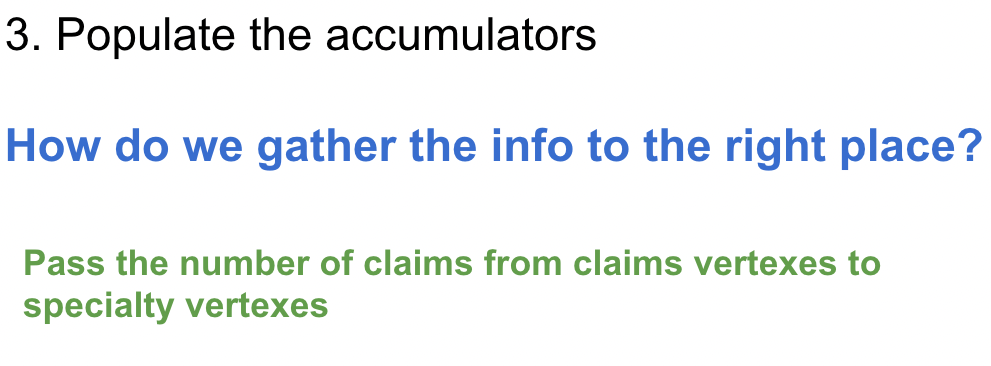 3. Populate the accumulators
How do we gather the info to the right place?
Pass the number of claims from claims vertexes to
specialty vertexes